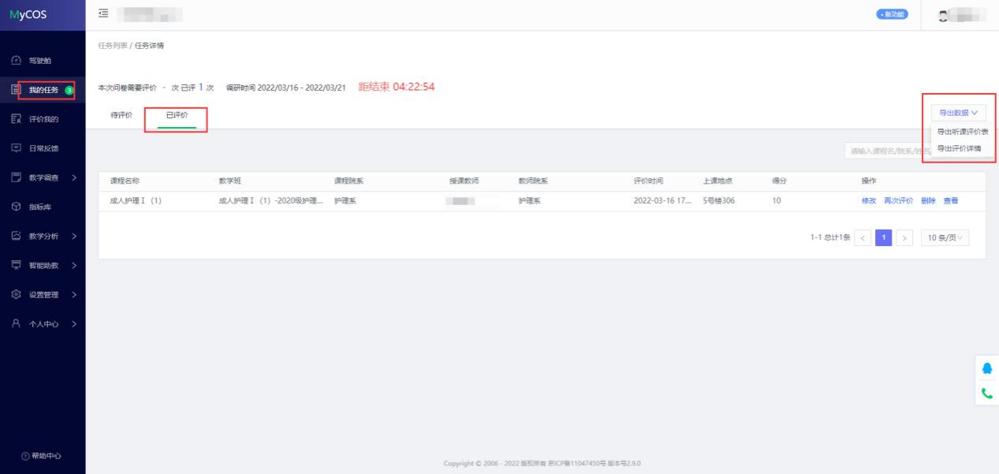 MyCOS
• 新功能
任务列表 / 任务详情
驾驶舱
我的任务 3
评价我的
日常反馈
教学调查
指标库
教学分析
智能助教
设置管理
个人中心
帮助中心
本次问卷需要评价 - 次 已评 1 次 调研时间 2022/03/16 - 2022/03/21 距结束 04:22:54
待评价 已评价
导出数据
导出听课评价表
导出评价详情
请输入课程名/院系/姓名
课程名称 教学班 课程院系 授课教师 教师院系 评价时间 上课地点 得分 操作
成人护理Ⅰ（1） 成人护理Ⅰ（1）-2020级护理... 护理系 护理系 2022-03-16 17... 5号楼306 10 修改 再次评价 删除 查看
1-1 总计1条 < 1 > 10 条/页
Copyright © 2006 - 2022 版权所有 京ICP备11047450号 版本号2.9.0